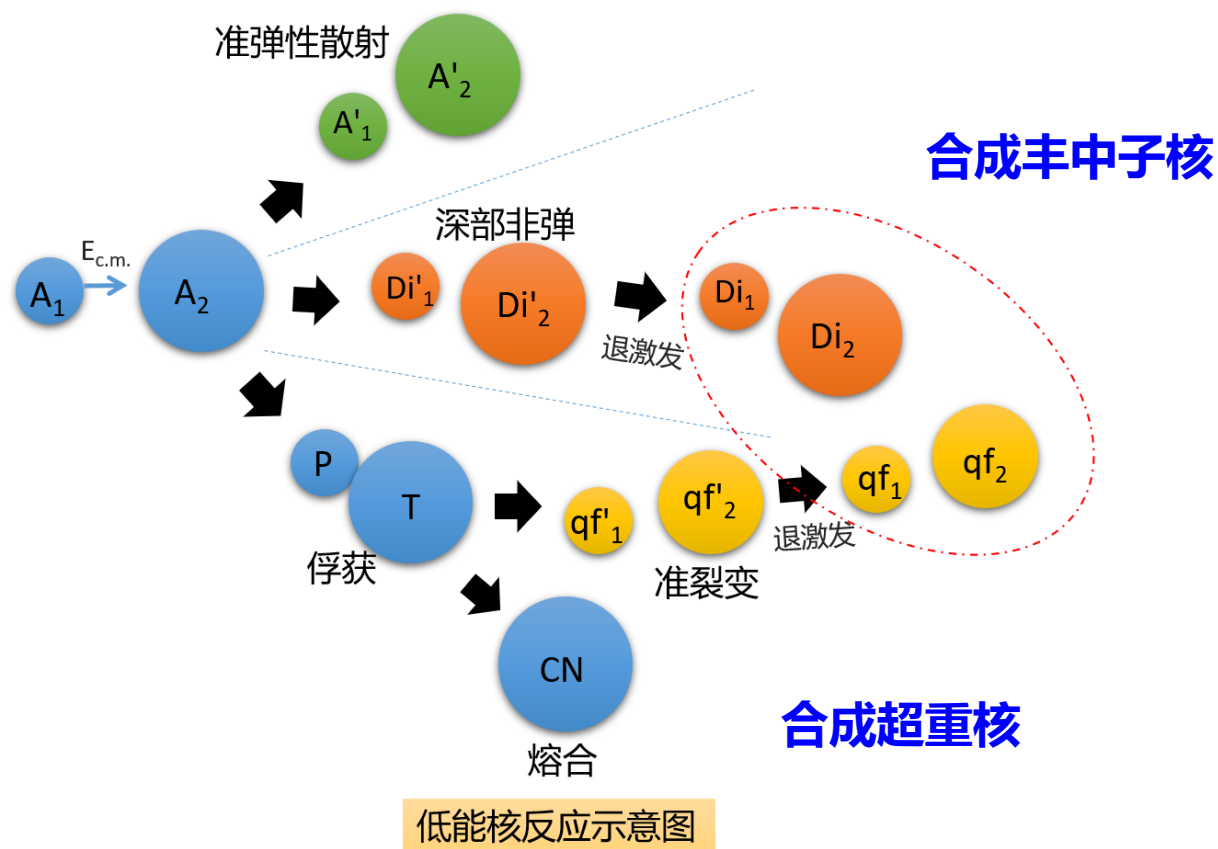 准弹性散射
A'1
A'2
合成丰中子核
深部非弹
Ec.m.
A1
A2
Di'1
Di'2
退激发
Di1
Di2
P
T
俘获
qf'1
qf'2
准裂变
退激发
qf1
qf2
CN
熔合
合成超重核
低能核反应示意图